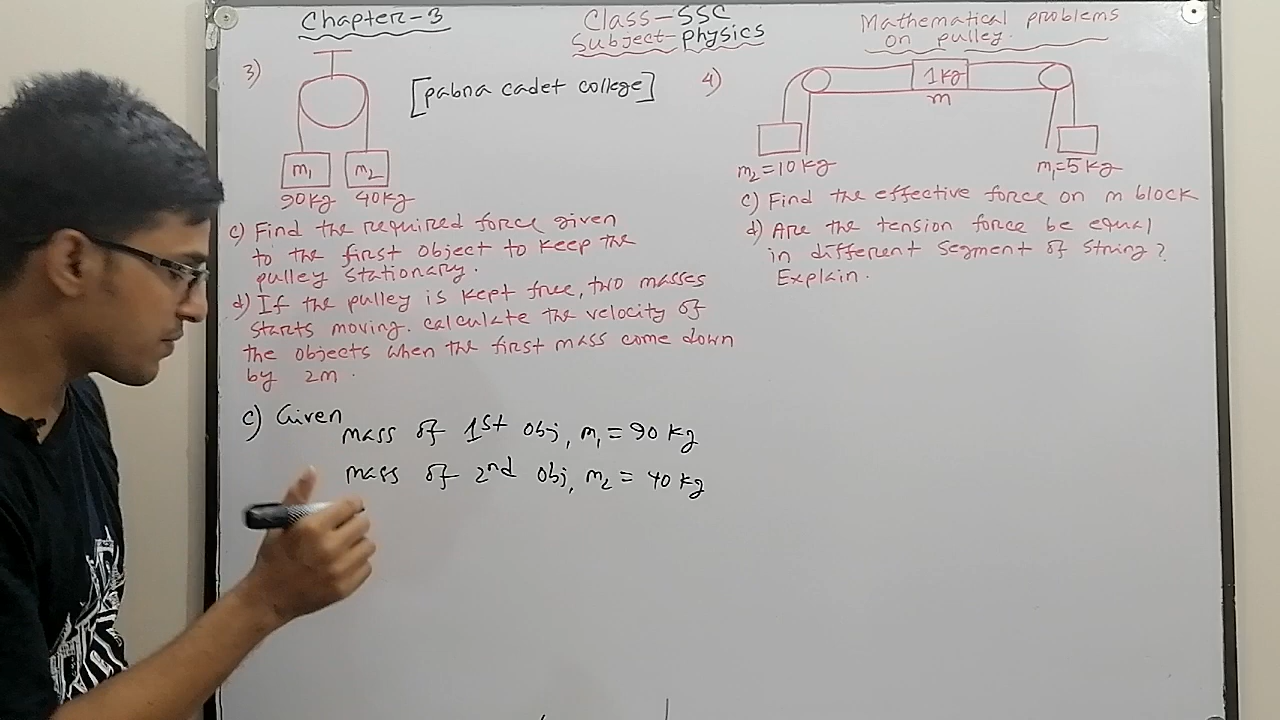 Chapter-3
Class-SSC
Subject-physics
Mathematical problems
on pulley.
3)
[pabna cadet college]
m₁
m₂
90kg 40kg
c) Find the required force given
to the first object to keep the
pulley stationary.
d) If the pulley is kept free, two masses
starts moving. calculate the velocity of
the objects when the first mass come down
by 2m.
4)
1kg
m
m₂=10kg
m₁=5kg
c) Find the effective force on m block
d) Are the tension force be equal
in different segment of string?
Explain.
c) Given
mass of 1st obj, m₁ = 90 kg
mass of 2nd obj, m₂ = 40 kg